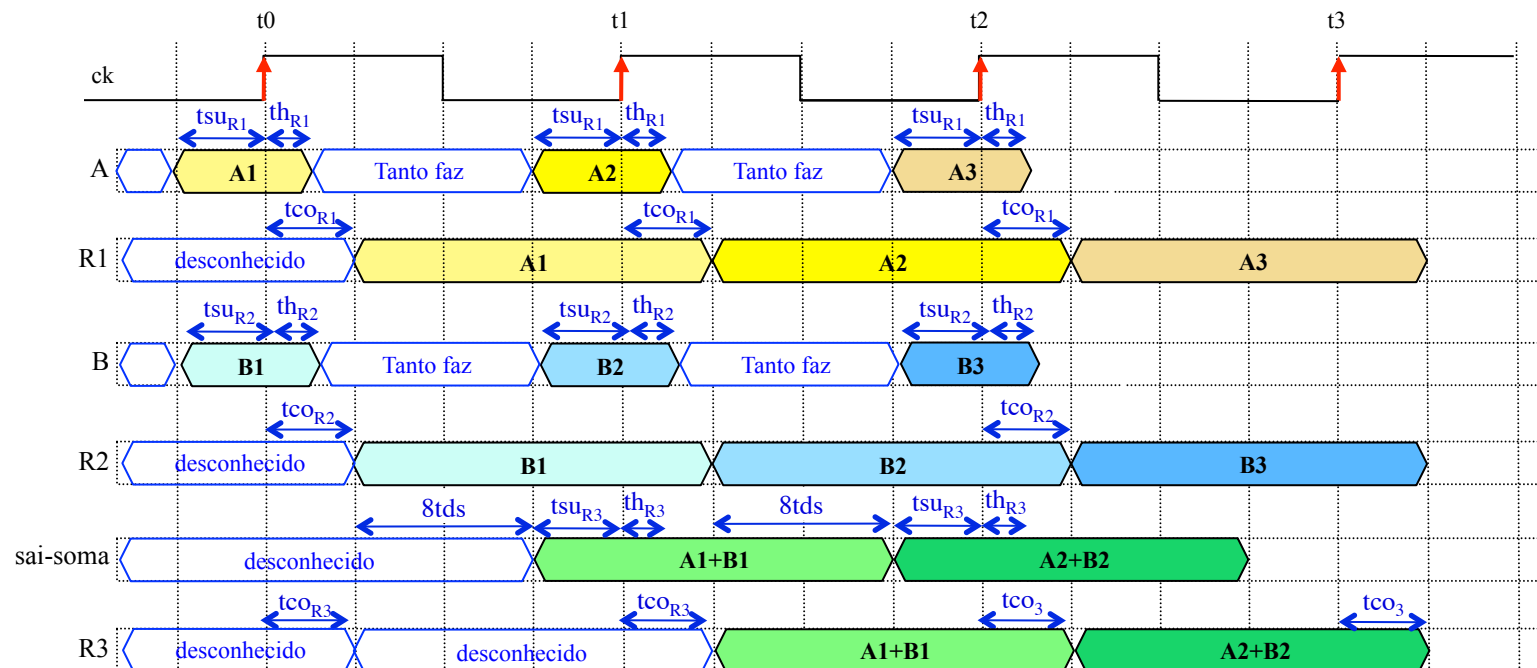 t0 t1 t2 t3
ck
tsuR1 thR1 tsuR1 thR1 tsuR1 thR1
A A1 Tanto faz A2 Tanto faz A3
tcoR1 tcoR1 tcoR1
R1 desconhecido A1 A2 A3
tsuR2 thR2 tsuR2 thR2 tsuR2 thR2
B B1 Tanto faz B2 Tanto faz B3
tcoR2 tcoR2
R2 desconhecido B1 B2 B3
8tds tsuR3 thR3 8tds tsuR3 thR3
sai-soma desconhecido A1+B1 A2+B2
tcoR3 tcoR3 tco3 tco3
R3 desconhecido desconhecido A1+B1 A2+B2